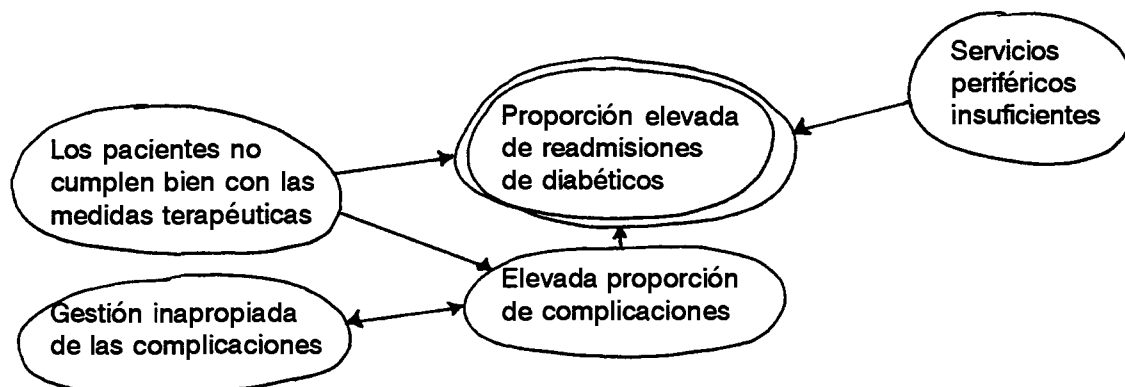 Servicios
periféricos
insuficientes
Proporción elevada
de readmisiones
de diabéticos
Los pacientes no
cumplen bien con las
medidas terapéuticas
Elevada proporción
de complicaciones
Gestión inapropiada
de las complicaciones